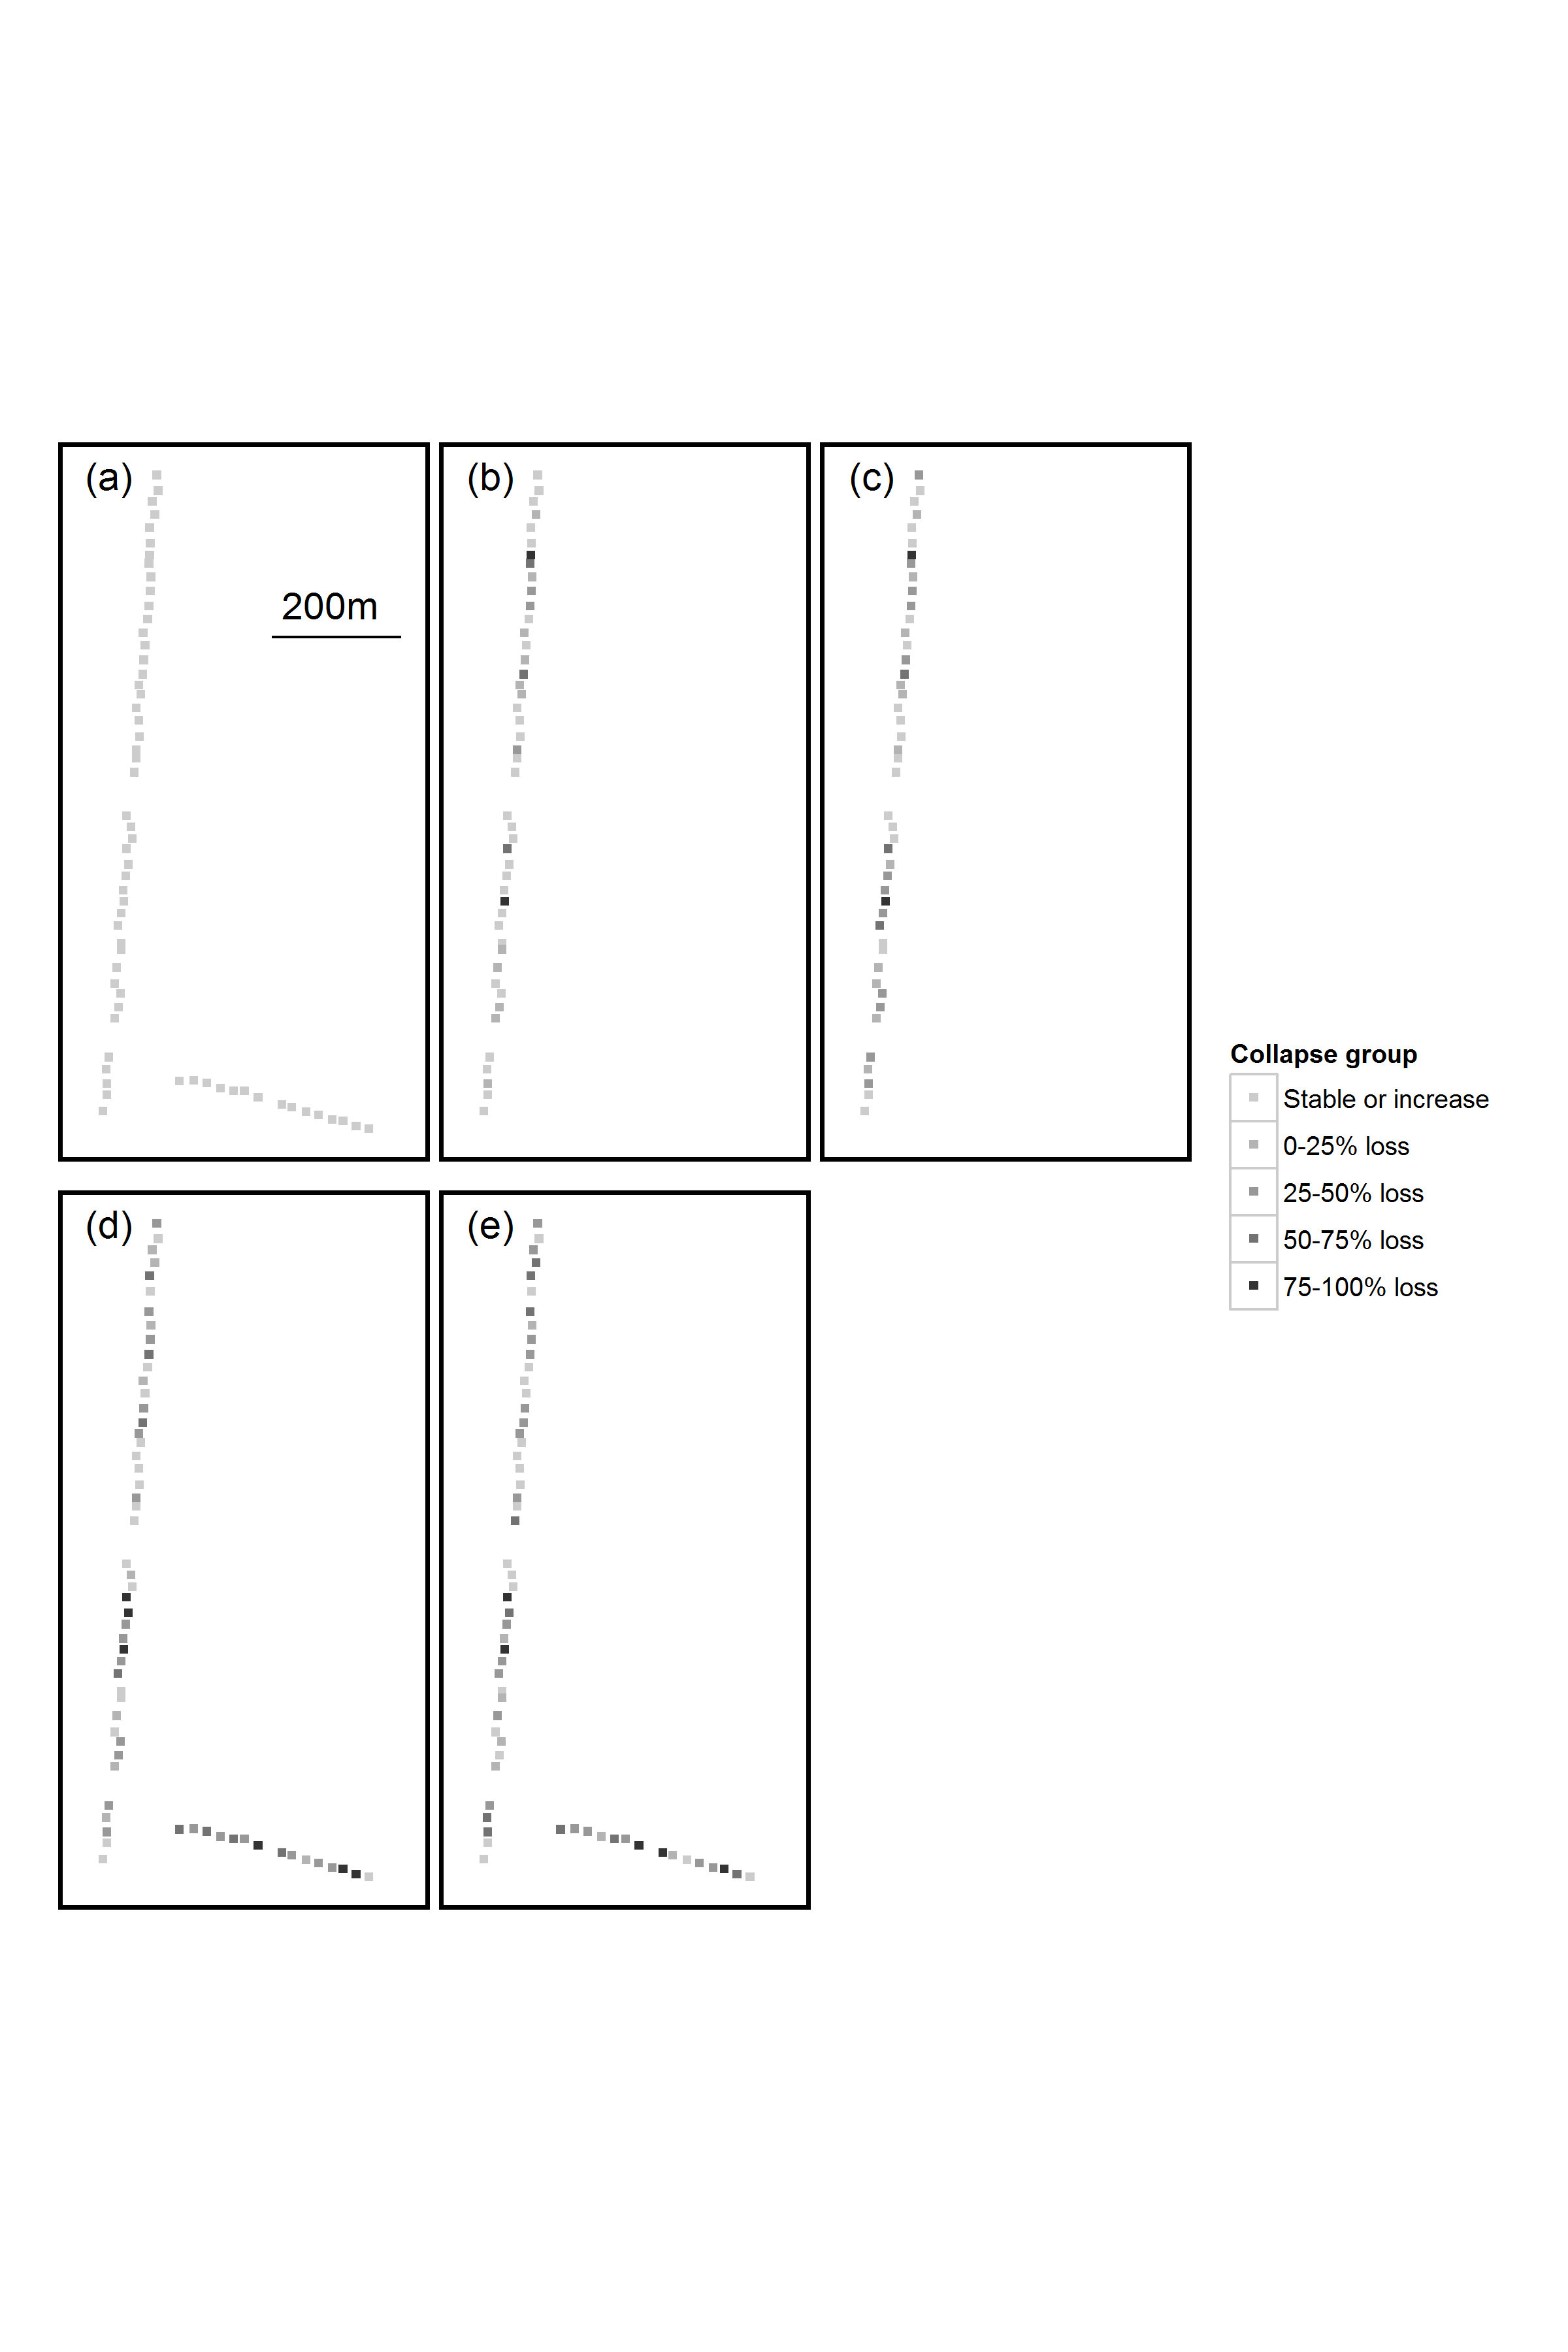 (a)
(b)
(c)
200m
Collapse group
Stable or increase
0-25% loss
25-50% loss
50-75% loss
75-100% loss
(d)
(e)